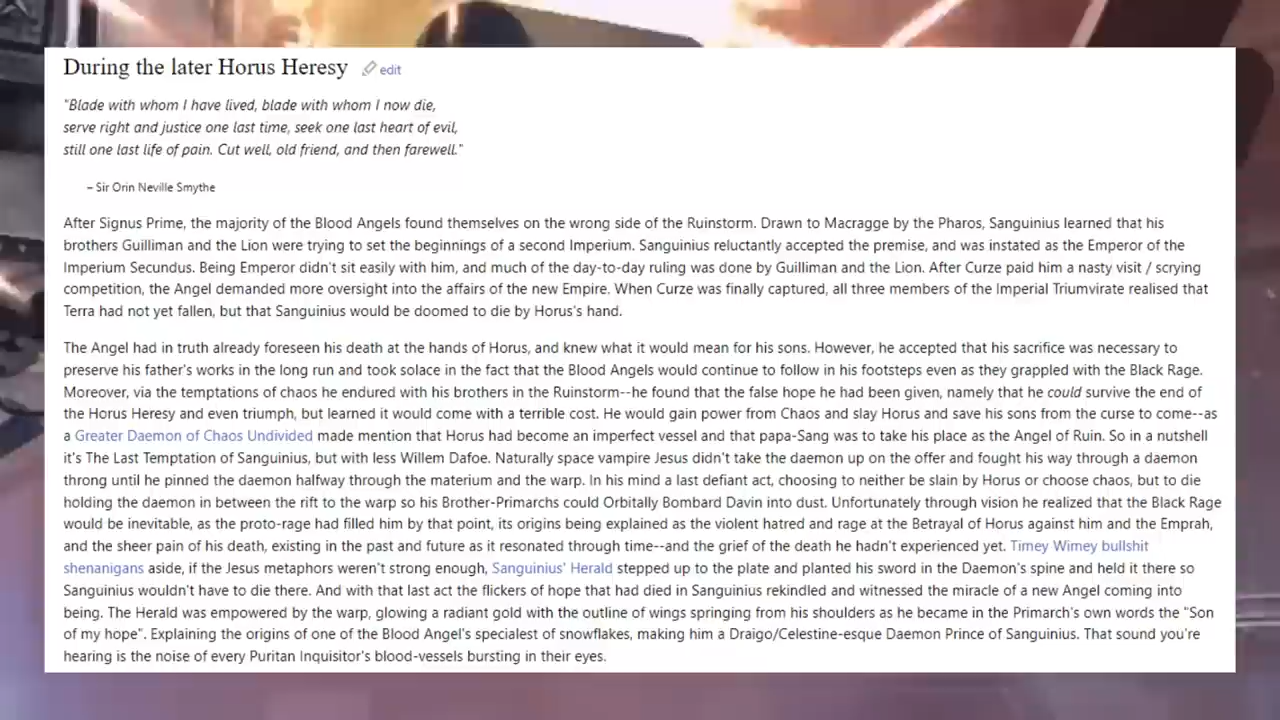 During the later Horus Heresy edit
"Blade with whom I have lived, blade with whom I now die,
serve right and justice one last time, seek one last heart of evil,
still one last life of pain. Cut well, old friend, and then farewell."
– Sir Orin Neville Smythe
After Signus Prime, the majority of the Blood Angels found themselves on the wrong side of the Ruinstorm. Drawn to Macragge by the Pharos, Sanguinius learned that his
brothers Guilliman and the Lion were trying to set the beginnings of a second Imperium. Sanguinius reluctantly accepted the premise, and was instated as the Emperor of the
Imperium Secundus. Being Emperor didn't sit easily with him, and much of the day-to-day ruling was done by Guilliman and the Lion. After Curze paid him a nasty visit / scrying
competition, the Angel demanded more oversight into the affairs of the new Empire. When Curze was finally captured, all three members of the Imperial Triumvirate realised that
Terra had not yet fallen, but that Sanguinius would be doomed to die by Horus's hand.
The Angel had in truth already foreseen his death at the hands of Horus, and knew what it would mean for his sons. However, he accepted that his sacrifice was necessary to
preserve his father's works in the long run and took solace in the fact that the Blood Angels would continue to follow in his footsteps even as they grappled with the Black Rage.
Moreover, via the temptations of chaos he endured with his brothers in the Ruinstorm--he found that the false hope he had been given, namely that he could survive the end of
the Horus Heresy and even triumph, but learned it would come with a terrible cost. He would gain power from Chaos and slay Horus and save his sons from the curse to come--as
a Greater Daemon of Chaos Undivided made mention that Horus had become an imperfect vessel and that papa-Sang was to take his place as the Angel of Ruin. So in a nutshell
it's The Last Temptation of Sanguinius, but with less Willem Dafoe. Naturally space vampire Jesus didn't take the daemon up on the offer and fought his way through a daemon
throng until he pinned the daemon halfway through the materium and the warp. In his mind a last defiant act, choosing to neither be slain by Horus or choose chaos, but to die
holding the daemon in between the rift to the warp so his Brother-Primarchs could Orbitally Bombard Davin into dust. Unfortunately through vision he realized that the Black Rage
would be inevitable, as the proto-rage had filled him by that point, its origins being explained as the violent hatred and rage at the Betrayal of Horus against him and the Emprah,
and the sheer pain of his death, existing in the past and future as it resonated through time--and the grief of the death he hadn't experienced yet. Timey Wimey bullshit
shenanigans aside, if the Jesus metaphors weren't strong enough, Sanguinius' Herald stepped up to the plate and planted his sword in the Daemon's spine and held it there so
Sanguinius wouldn't have to die there. And with that last act the flickers of hope that had died in Sanguinius rekindled and witnessed the miracle of a new Angel coming into
being. The Herald was empowered by the warp, glowing a radiant gold with the outline of wings springing from his shoulders as he became in the Primarch's own words the "Son
of my hope". Explaining the origins of one of the Blood Angel's specialest of snowflakes, making him a Draigo/Celestine-esque Daemon Prince of Sanguinius. That sound you're
hearing is the noise of every Puritan Inquisitor's blood-vessels bursting in their eyes.